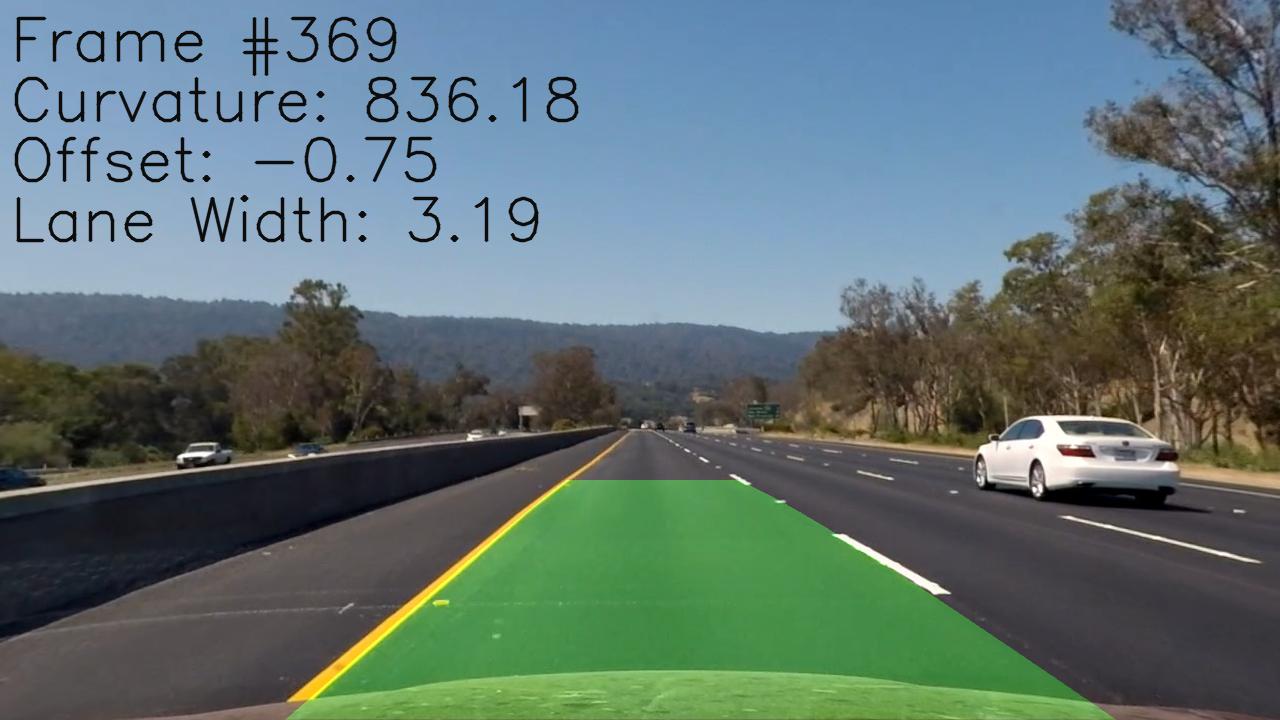 Frame #369
Curvature: 836.18
Offset: -0.75
Lane Width: 3.19